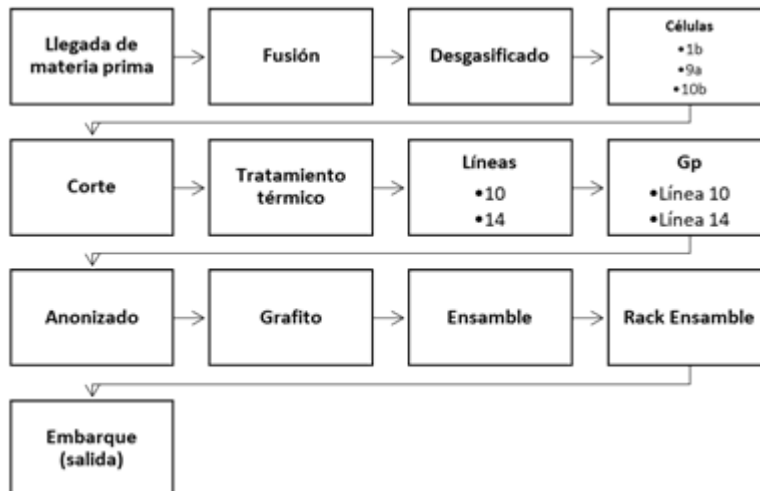 Llegada de
materia prima
Fusión
Desgasificado
Células
•1b
•9a
•10b
Corte
Tratamiento
térmico
Líneas
•10
•14
Gp
•Línea 10
•Línea 14
Anonizado
Grafito
Ensamble
Rack Ensamble
Embarque
(salida)